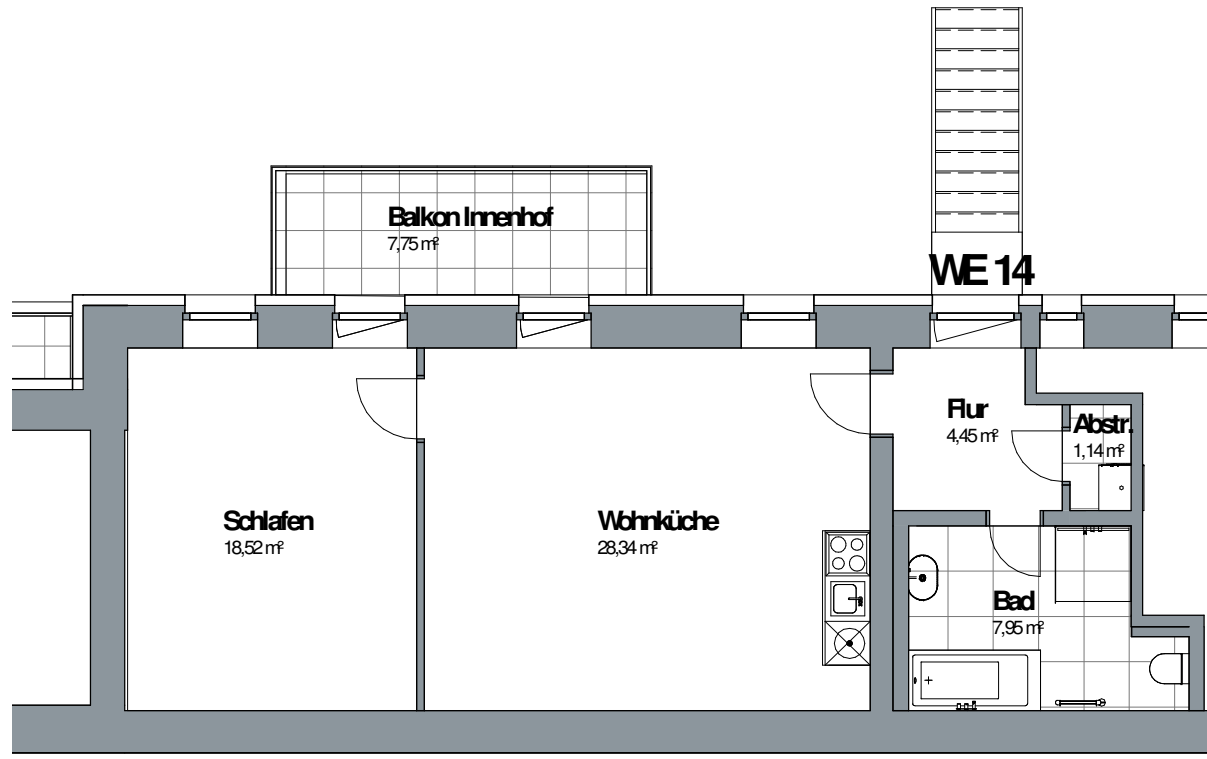 Balkon Innenhof
7,75 m²
WE 14
Flur
4,45 m²
Abstr.
1,14 m²
Schlafen
18,52 m²
Wohnküche
28,34 m²
Bad
7,95 m²